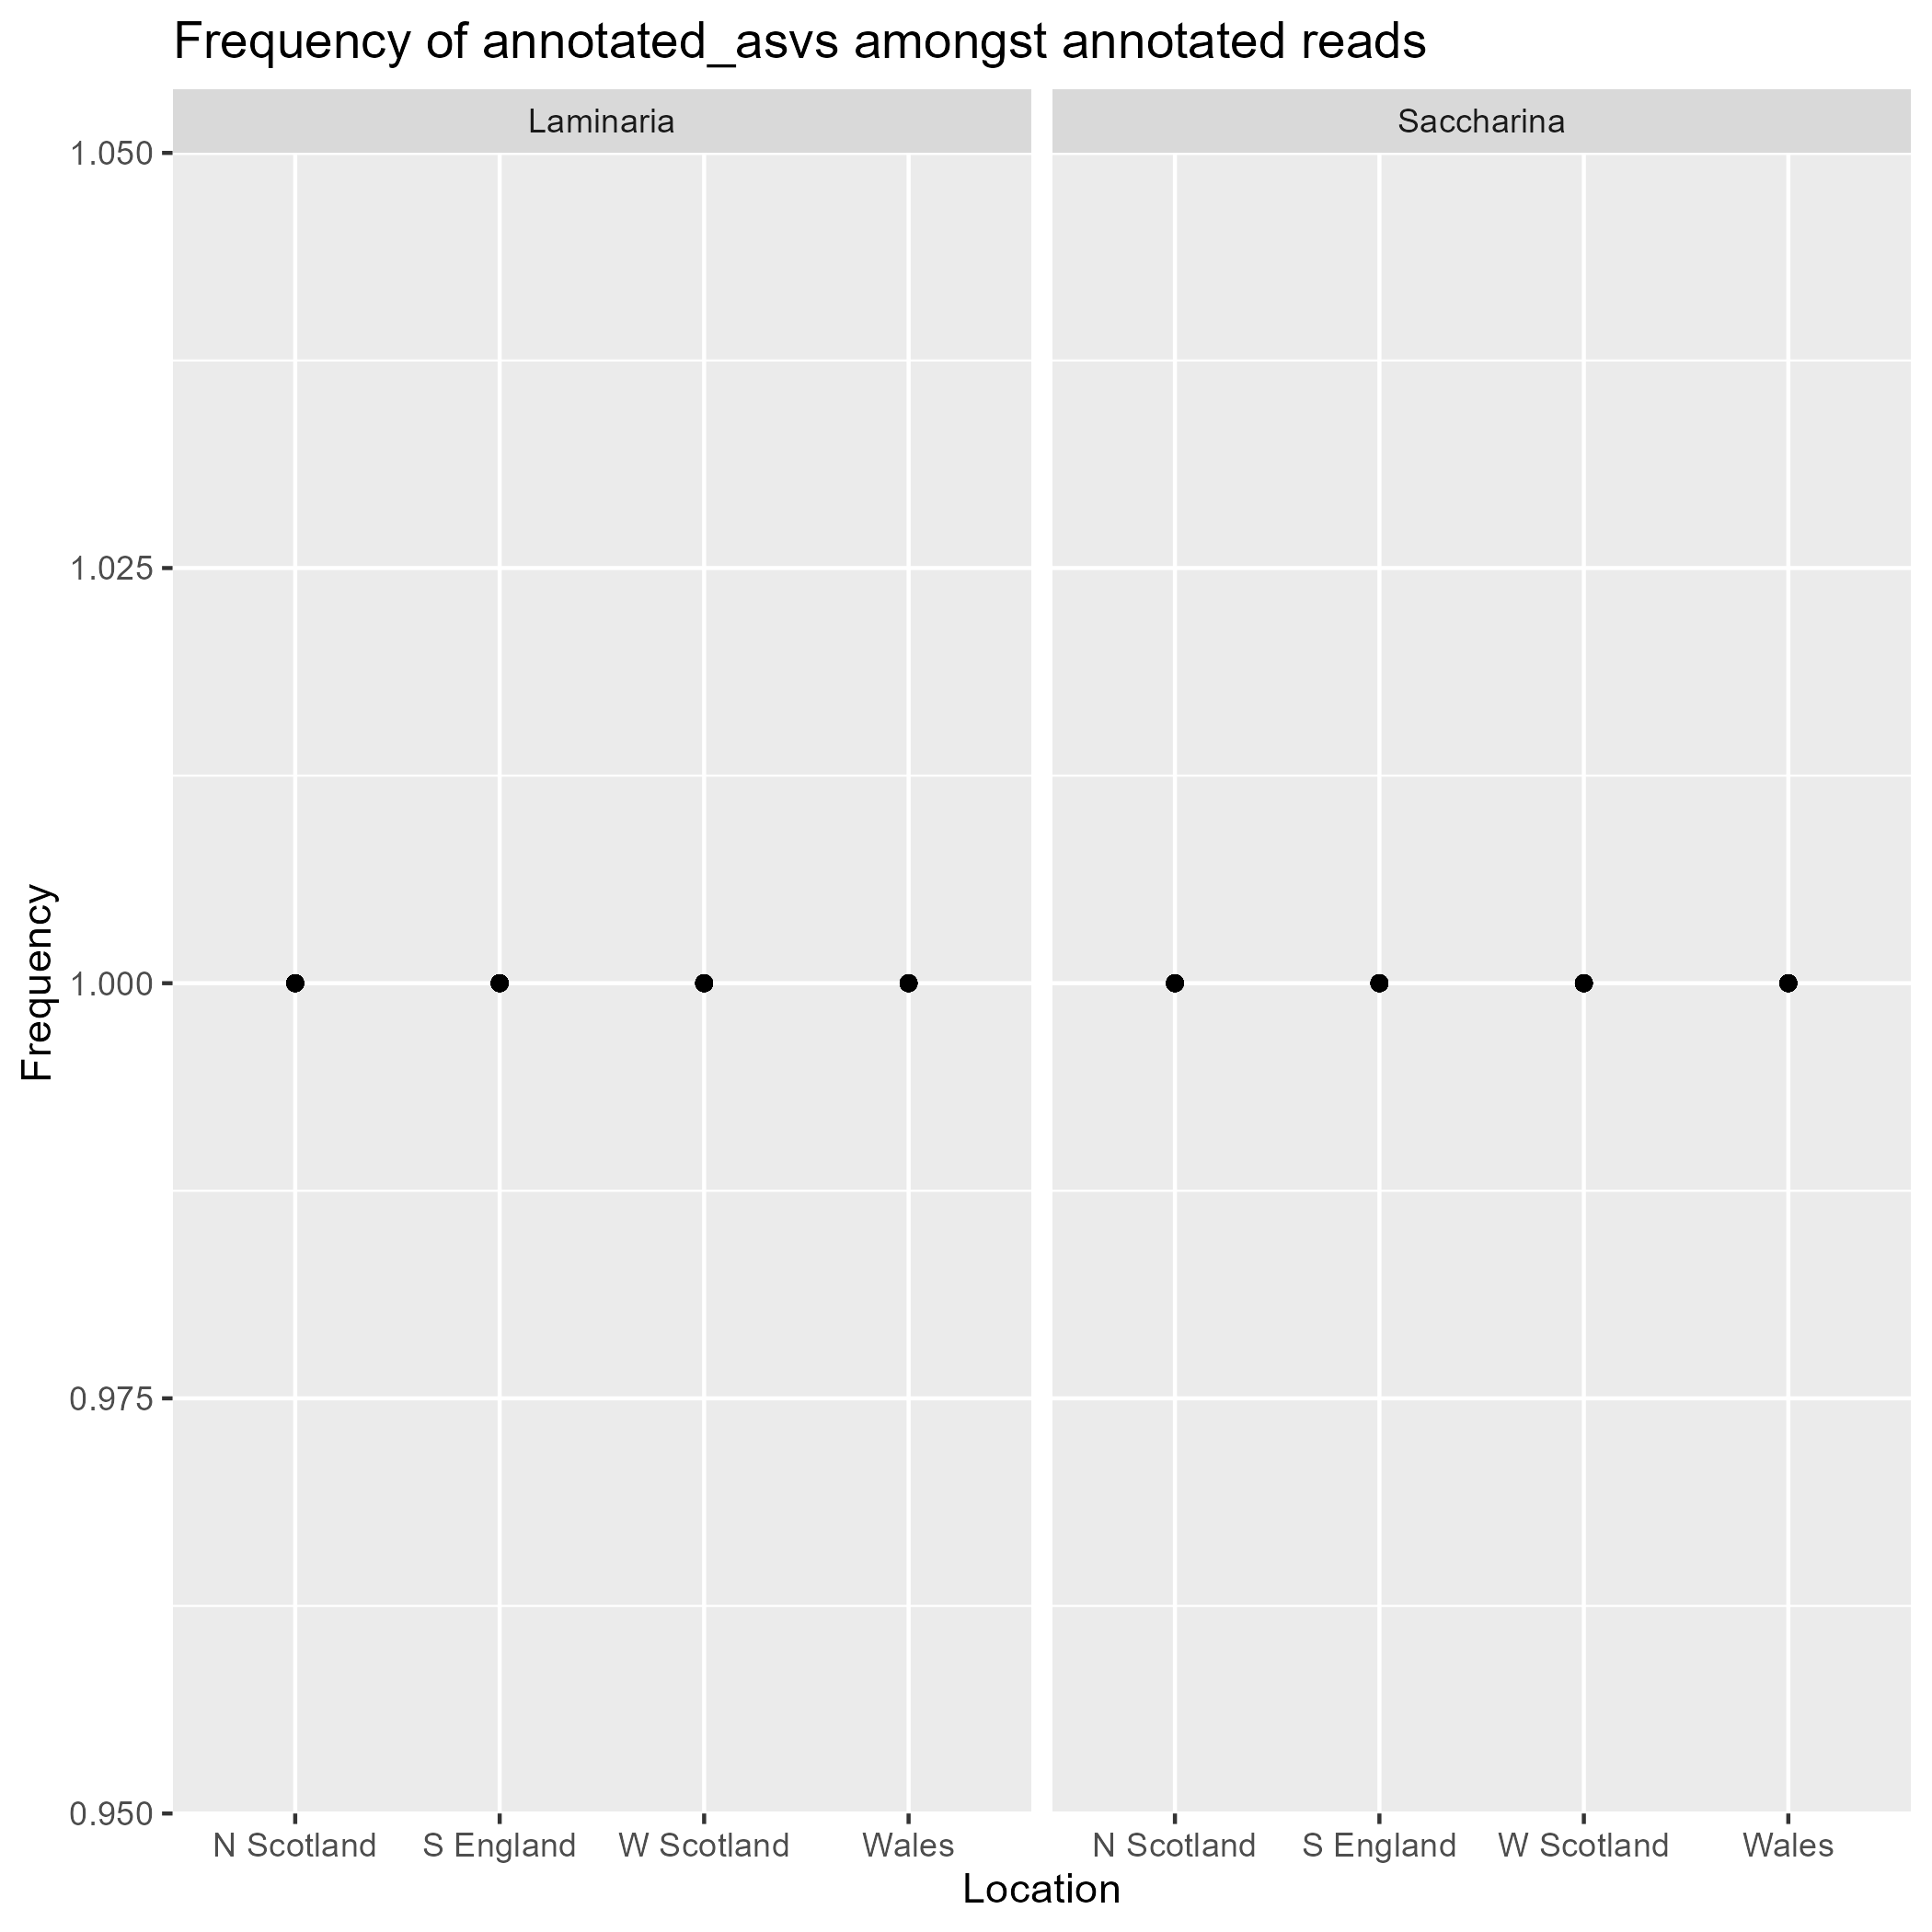 Frequency of annotated_asvs amongst annotated reads
Laminaria
Saccharina
1.050
1.025
1.000
0.975
0.950
Frequency
N Scotland
S England
W Scotland
Wales
N Scotland
S England
W Scotland
Wales
Location